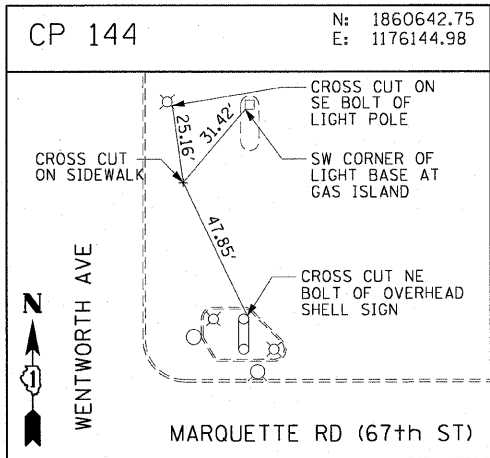 CP 144
N: 1860642.75
E: 1176144.98
CROSS CUT ON
SE BOLT OF
LIGHT POLE
25.16'
31.42'
CROSS CUT
ON SIDEWALK
SW CORNER OF
LIGHT BASE AT
GAS ISLAND
47.85'
CROSS CUT NE
BOLT OF OVERHEAD
SHELL SIGN
WENTWORTH AVE
N
1
MARQUETTE RD (67th ST)